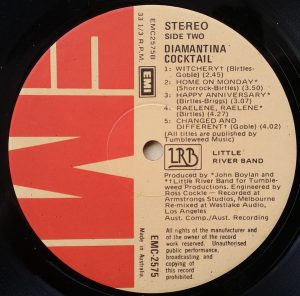 EMI
33 1/3 R.P.M.
EMC2575B
EMI
STEREO
SIDE TWO
DIAMANTINA
COCKTAIL
1: WITCHERY† (Birtles-
Goble) (2.45)
2: HOME ON MONDAY*
(Shorrock-Birtles) (3.50)
3: HAPPY ANNIVERSARY*
(Birtles-Briggs) (3.07)
4: RAELENE, RAELENE*
(Birtles) (4.27)
5: CHANGED AND
DIFFERENT† (Goble) (4.02)
(All titles are published by
Tumbleweed Music)
LRB
LITTLE
RIVER BAND
Produced by *John Boylan and
*†Little River Band for Tumble-
weed Productions. Engineered by
Ross Cockle — Recorded at
Armstrongs Studios, Melbourne
Re-mixed at Westlake Audio,
Los Angeles
Aust. Comp./Aust. Recording
All rights of the manufacturer and
of the owner of the record
work reserved. Unauthorised
public performance,
broadcasting and
copying of
this record
prohibited.
EMC-2575
Made in Australia.